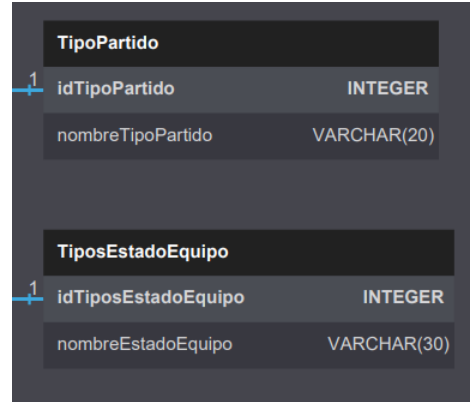 TipoPartido
1 idTipoPartido INTEGER
nombreTipoPartido VARCHAR(20)
TiposEstadoEquipo
1 idTiposEstadoEquipo INTEGER
nombreEstadoEquipo VARCHAR(30)